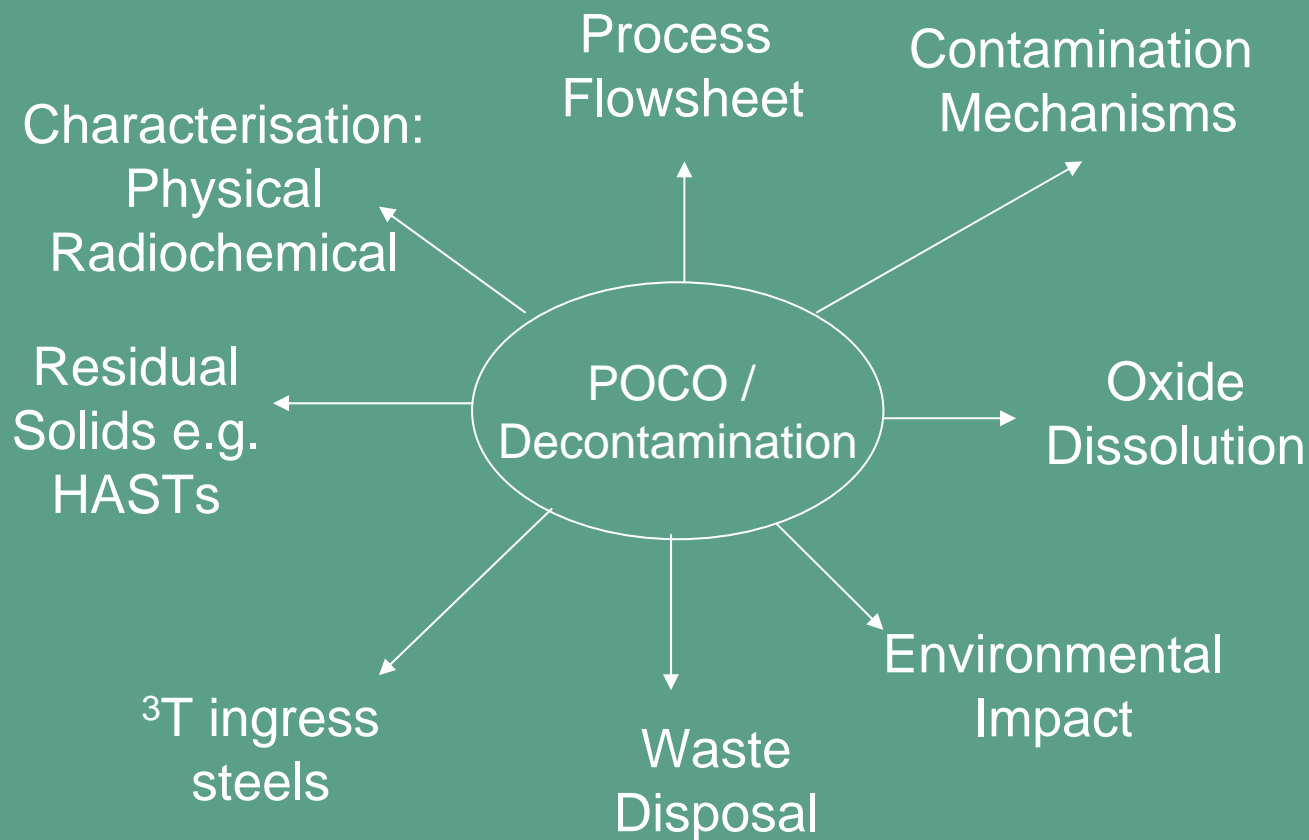 Process
Flowsheet
Contamination
Mechanisms
Characterisation:
Physical
Radiochemical
Residual
Solids e.g.
HASTs
POCO /
Decontamination
Oxide
Dissolution
³T ingress
steels
Waste
Disposal
Environmental
Impact